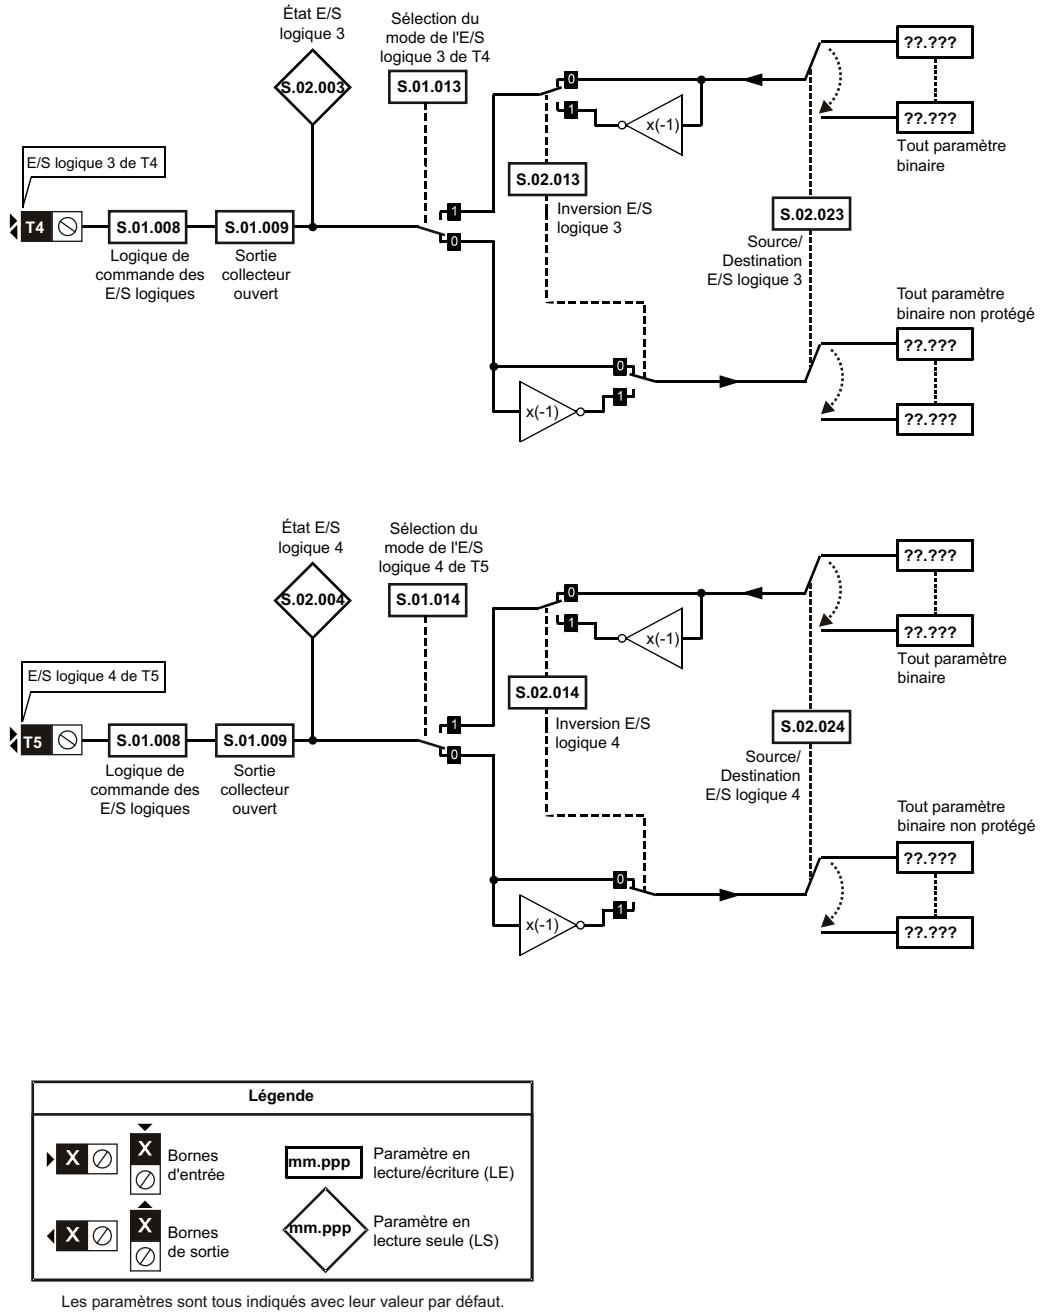 État E/S
logique 3
S.02.003
Sélection du
mode de l'E/S
logique 3 de T4
S.01.013
E/S logique 3 de T4
T4
S.01.008
Logique de
commande des
E/S logiques
S.01.009
Sortie
collecteur
ouvert
1
0
0
1
x(-1)
S.02.013
Inversion E/S
logique 3
S.02.023
Source/
Destination
E/S logique 3
??.???
??.???
Tout paramètre
binaire
Tout paramètre
binaire non protégé
??.???
??.???
0
1
x(-1)
État E/S
logique 4
S.02.004
Sélection du
mode de l'E/S
logique 4 de T5
S.01.014
E/S logique 4 de T5
T5
S.01.008
Logique de
commande des
E/S logiques
S.01.009
Sortie
collecteur
ouvert
1
0
0
1
x(-1)
S.02.014
Inversion E/S
logique 4
S.02.024
Source/
Destination
E/S logique 4
??.???
??.???
Tout paramètre
binaire
Tout paramètre
binaire non protégé
??.???
??.???
0
1
x(-1)
Légende
X
X
Bornes
d'entrée
mm.ppp
Paramètre en
lecture/écriture (LE)
X
X
Bornes
de sortie
mm.ppp
Paramètre en
lecture seule (LS)
Les paramètres sont tous indiqués avec leur valeur par défaut.